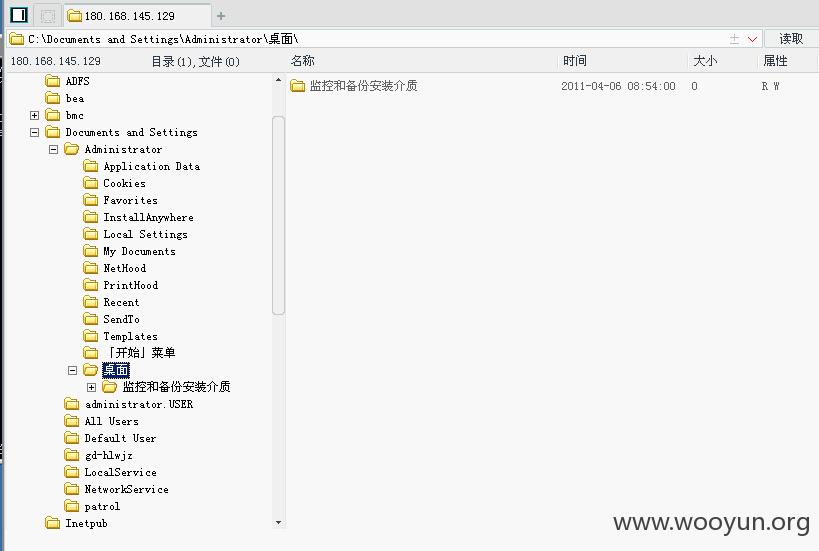 180.168.145.129
C:\Documents and Settings\Administrator\桌面\
读取
180.168.145.129 目录(1),文件(0) 名称 时间 大小 属性
ADFS
监控和备份安装介质 2011-04-06 08:54:00 0 R W
bea
bmc
Documents and Settings
Administrator
Application Data
Cookies
Favorites
InstallAnywhere
Local Settings
My Documents
NetHood
PrintHood
Recent
SendTo
Templates
「开始」菜单
桌面
监控和备份安装介质
administrator.USER
All Users
Default User
gd-hlwjz
LocalService
NetworkService
patrol
Inetpub
www.wooyun.org